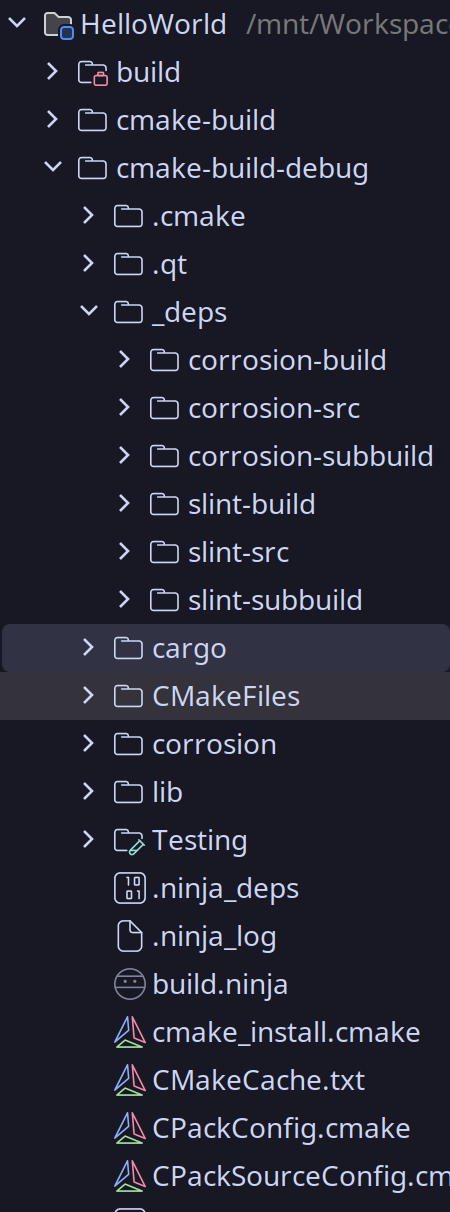 HelloWorld /mnt/Workspac
build
cmake-build
cmake-build-debug
.cmake
.qt
_deps
corrosion-build
corrosion-src
corrosion-subbuild
slint-build
slint-src
slint-subbuild
cargo
CMakeFiles
corrosion
lib
Testing
.ninja_deps
.ninja_log
build.ninja
cmake_install.cmake
CMakeCache.txt
CPackConfig.cmake
CPackSourceConfig.cm